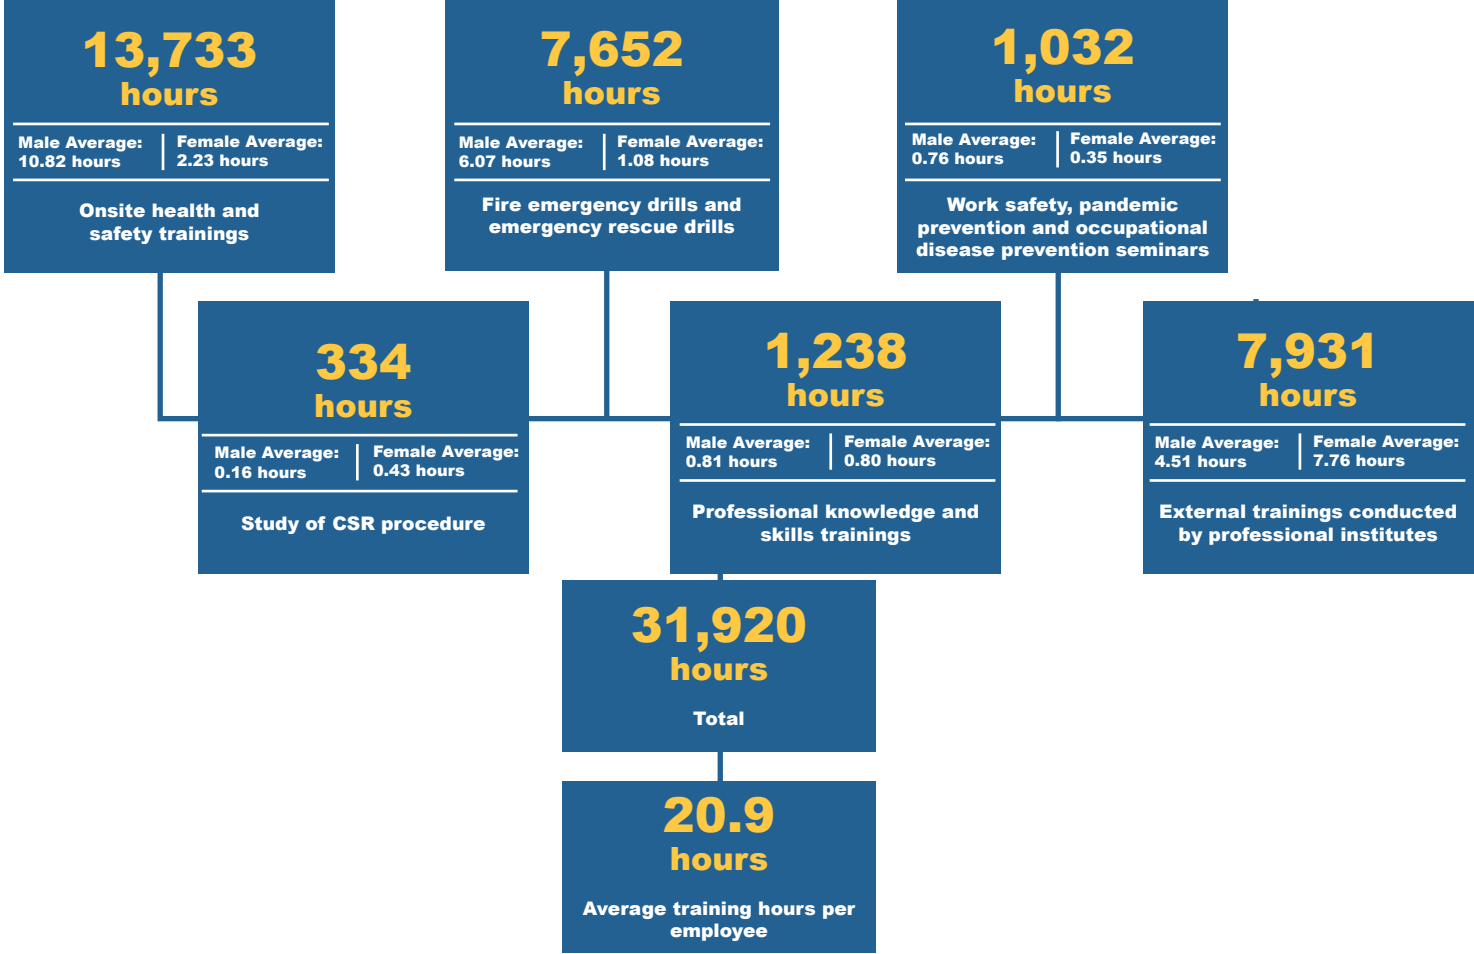 13,733
hours
Male Average:
10.82 hours
Female Average:
2.23 hours
Onsite health and
safety trainings
7,652
hours
Male Average:
6.07 hours
Female Average:
1.08 hours
Fire emergency drills and
emergency rescue drills
1,032
hours
Male Average:
0.76 hours
Female Average:
0.35 hours
Work safety, pandemic
prevention and occupational
disease prevention seminars
334
hours
Male Average:
0.16 hours
Female Average:
0.43 hours
Study of CSR procedure
1,238
hours
Male Average:
0.81 hours
Female Average:
0.80 hours
Professional knowledge and
skills trainings
7,931
hours
Male Average:
4.51 hours
Female Average:
7.76 hours
External trainings conducted
by professional institutes
31,920
hours
Total
20.9
hours
Average training hours per
employee